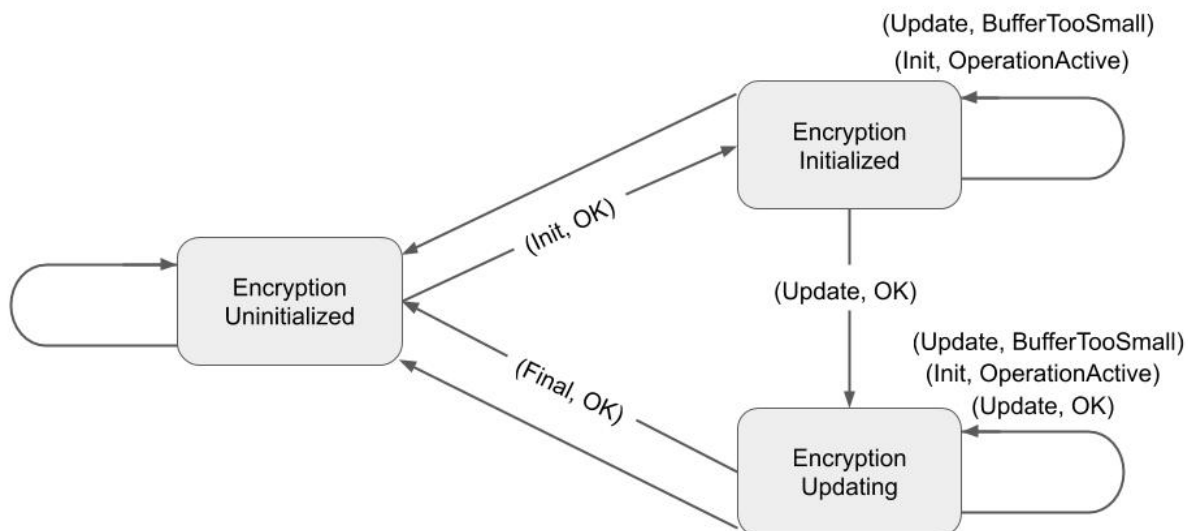 (Update, BufferTooSmall)
(Init, OperationActive)
Encryption
Initialized
(Init, OK)
Encryption
Uninitialized
(Update, OK)
(Final, OK)
(Update, BufferTooSmall)
(Init, OperationActive)
(Update, OK)
Encryption
Updating